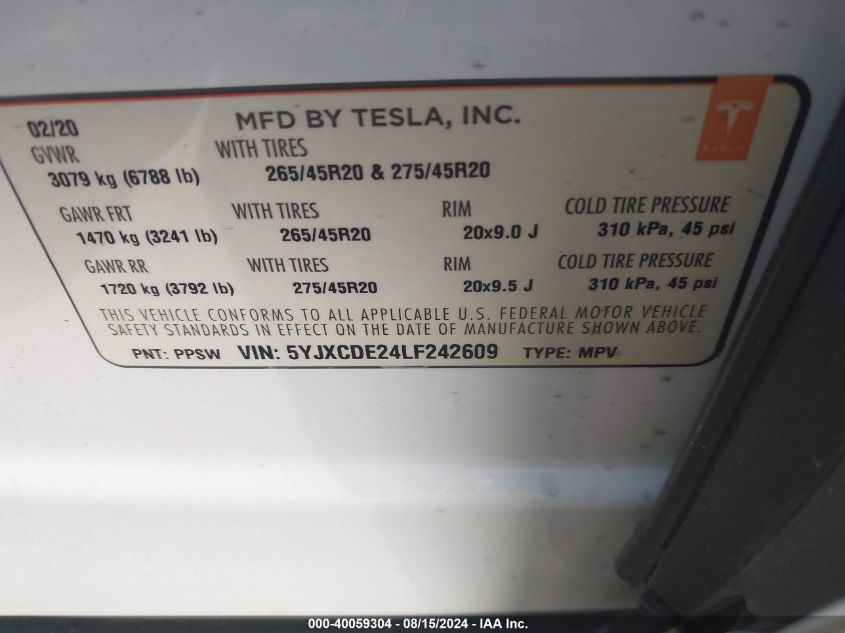 02/20 MFD BY TESLA, INC.
TESLA
GVWR WITH TIRES
3079 kg (6788 lb) 265/45R20 & 275/45R20
GAWR FRT WITH TIRES RIM COLD TIRE PRESSURE
1470 kg (3241 lb) 265/45R20 20x9.0 J 310 kPa, 45 psi
GAWR RR WITH TIRES RIM COLD TIRE PRESSURE
1720 kg (3792 lb) 275/45R20 20x9.5 J 310 kPa, 45 psi
THIS VEHICLE CONFORMS TO ALL APPLICABLE U.S. FEDERAL MOTOR VEHICLE
SAFETY STANDARDS IN EFFECT ON THE DATE OF MANUFACTURE SHOWN ABOVE.
PNT: PPSW VIN: 5YJXCDE24LF242609 TYPE: MPV
000-40059304 - 08/15/2024 - IAA Inc.